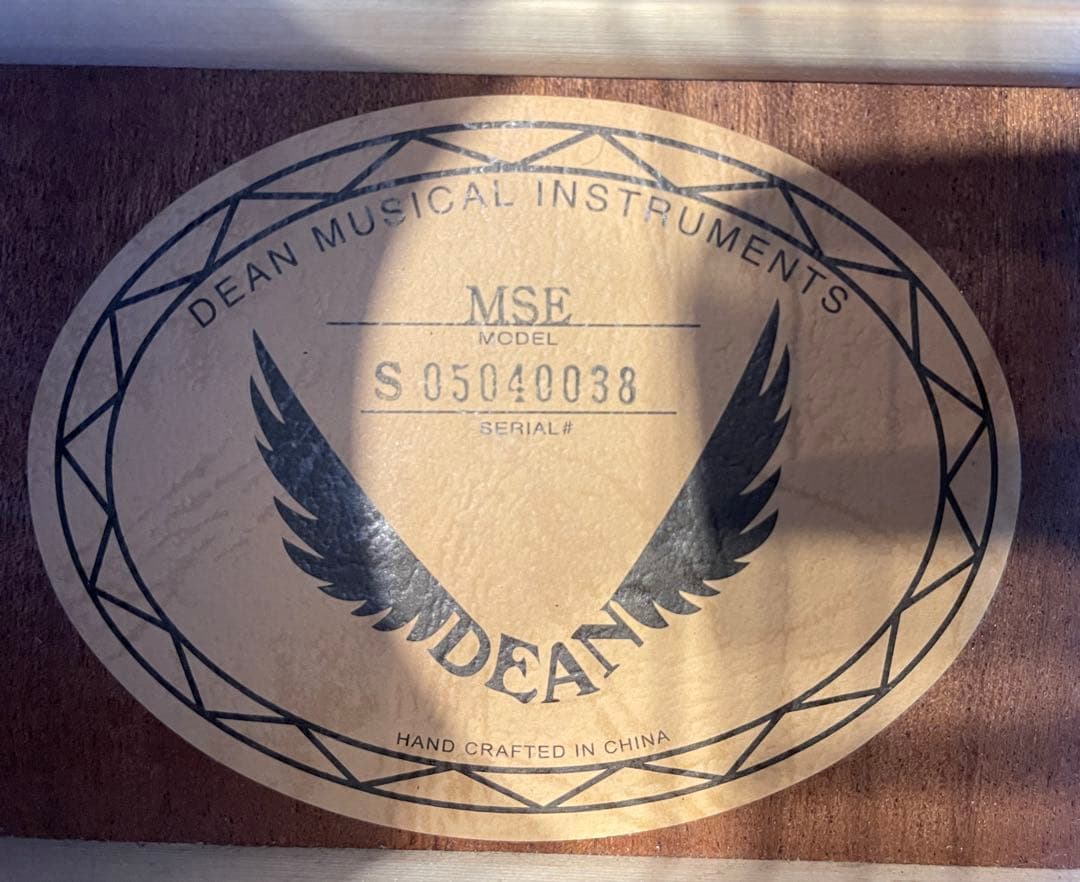 DEAN MUSICAL INSTRUMENTS
MSE
MODEL
S 05040038
SERIAL#
DEAN
HAND CRAFTED IN CHINA